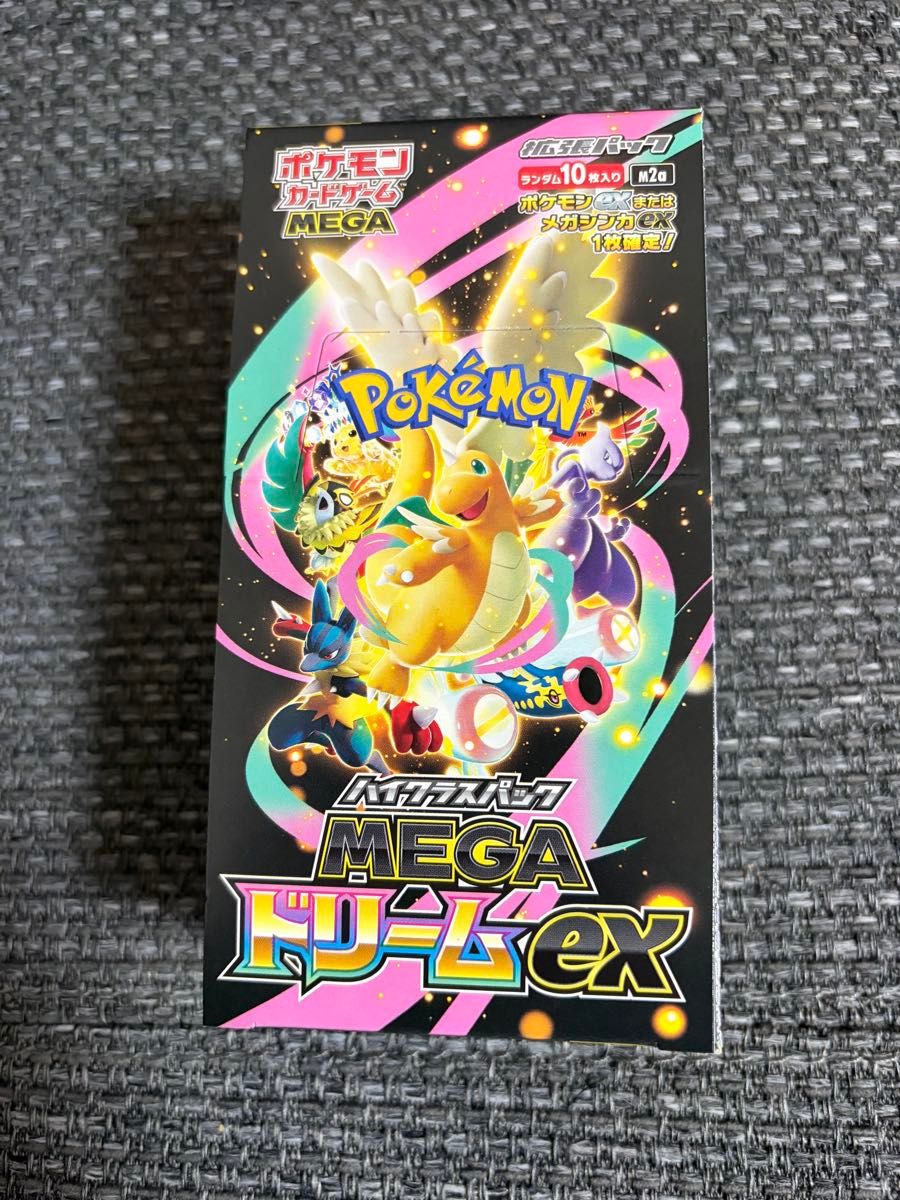 ポケモン
カードゲーム
MEGA
拡張パック
ランダム10枚入り M2a
ポケモンexまたは
メガシンカex
1枚確定!
POKÉMON
TM
ハイクラスパック
MEGA
ドリームex